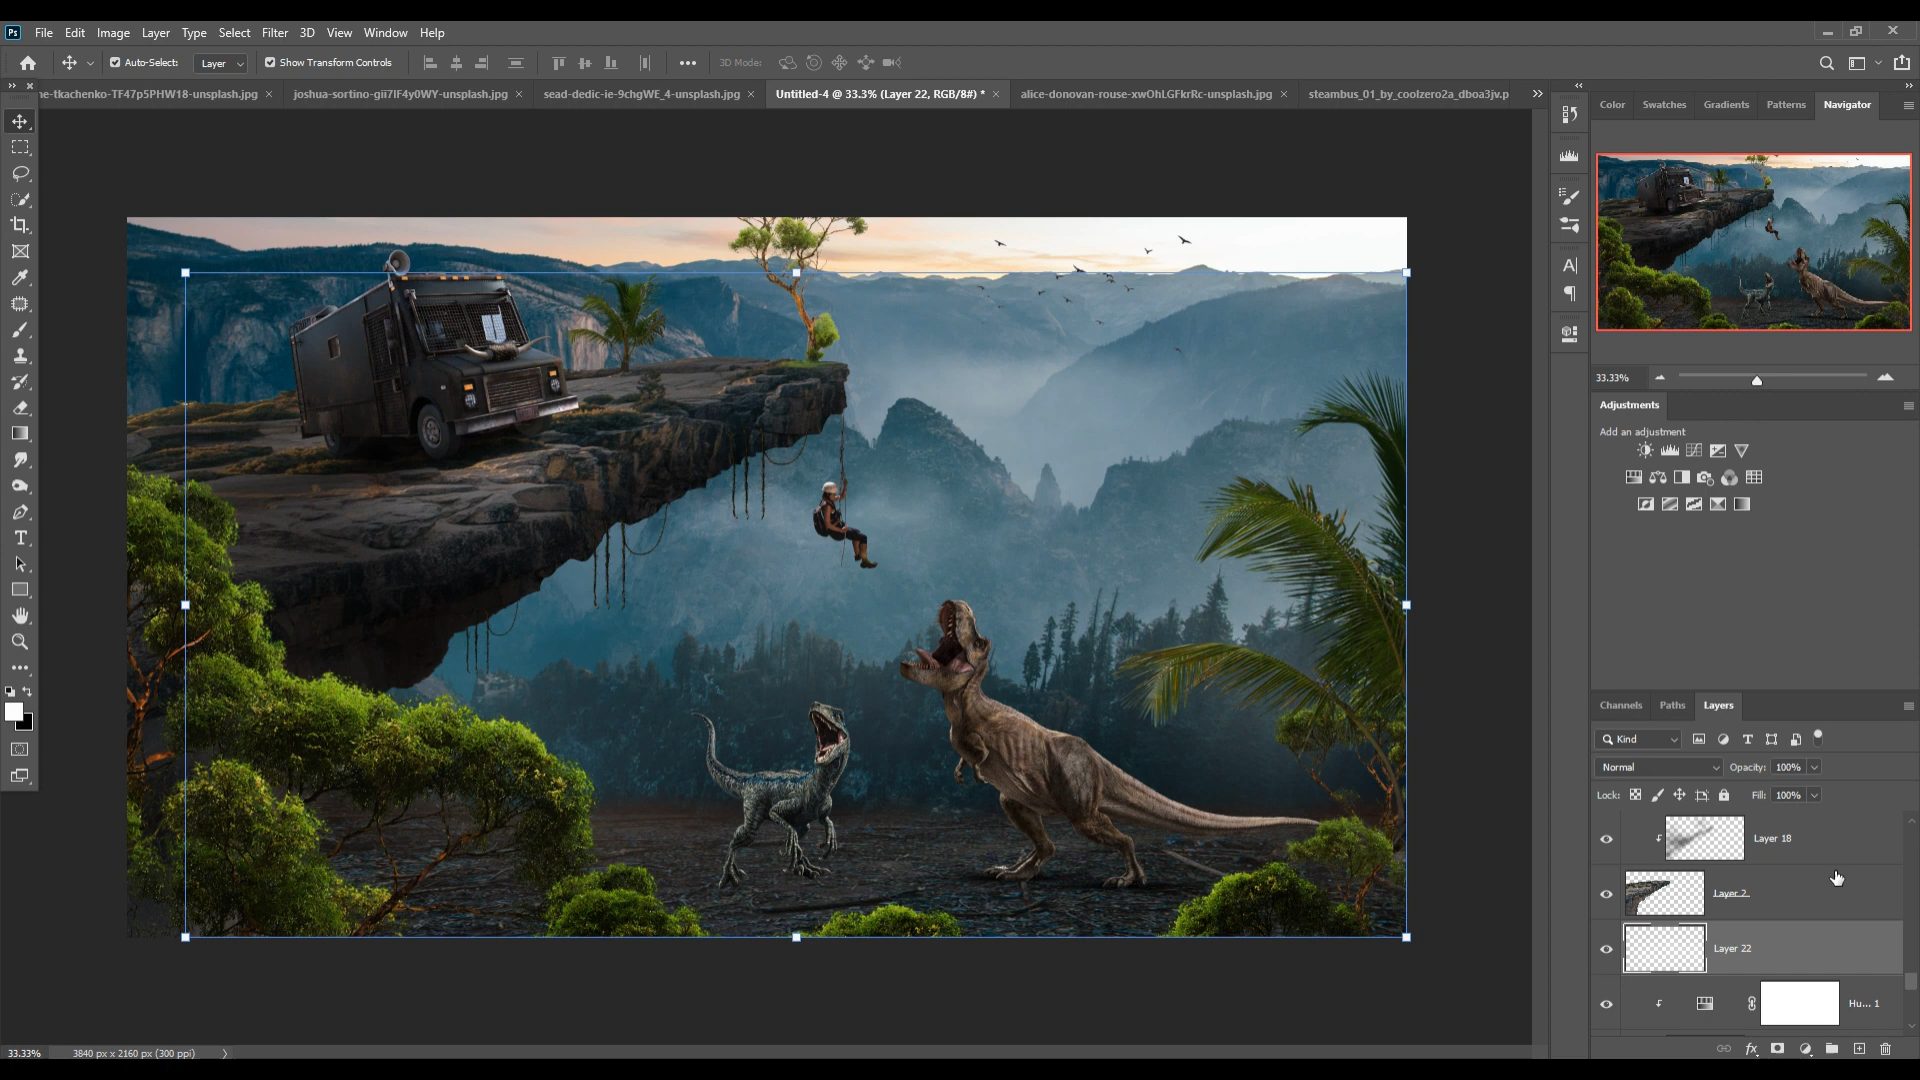 Ps File Edit Image Layer Type Select Filter 3D View Window Help
Auto-Select: Layer Show Transform Controls 3D Mode:
ne-tkachenko-TF47p5PHW18-unsplash.jpg × joshua-sortino-gii7IF4y0WY-unsplash.jpg × sead-dedic-ie-9chgWE_4-unsplash.jpg × Untitled-4 @ 33.3% (Layer 22, RGB/8#) * × alice-donovan-rouse-xwOhLGFkrRc-unsplash.jpg × steambus_01_by_coolzero2a_dboa3jv.p
Color Swatches Gradients Patterns Navigator
33.33%
Adjustments
Add an adjustment
Channels Paths Layers
Kind
Normal Opacity: 100%
Lock: Fill: 100%
Layer 18
Layer 2
Layer 22
Hu... 1
33.33% 3840 px x 2160 px (300 ppi)